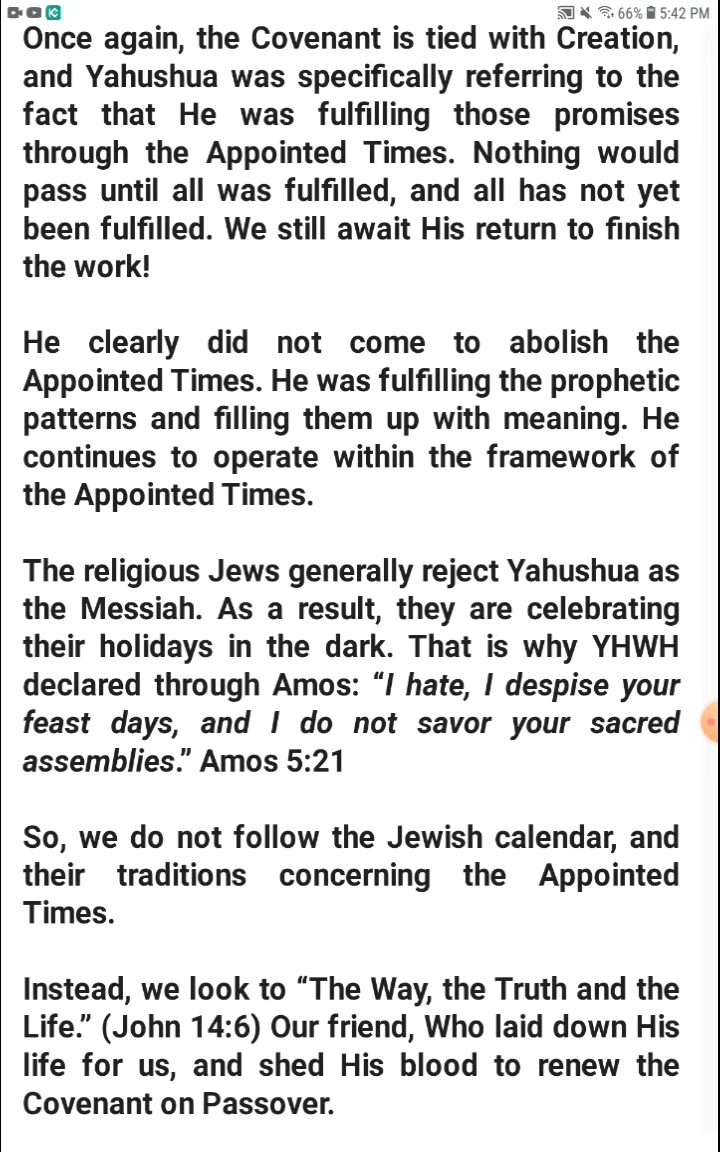 66% 5:42 PM
Once again, the Covenant is tied with Creation,
and Yahushua was specifically referring to the
fact that He was fulfilling those promises
through the Appointed Times. Nothing would
pass until all was fulfilled, and all has not yet
been fulfilled. We still await His return to finish
the work!
He clearly did not come to abolish the
Appointed Times. He was fulfilling the prophetic
patterns and filling them up with meaning. He
continues to operate within the framework of
the Appointed Times.
The religious Jews generally reject Yahushua as
the Messiah. As a result, they are celebrating
their holidays in the dark. That is why YHWH
declared through Amos: “I hate, I despise your
feast days, and I do not savor your sacred
assemblies.” Amos 5:21
So, we do not follow the Jewish calendar, and
their traditions concerning the Appointed
Times.
Instead, we look to “The Way, the Truth and the
Life.” (John 14:6) Our friend, Who laid down His
life for us, and shed His blood to renew the
Covenant on Passover.